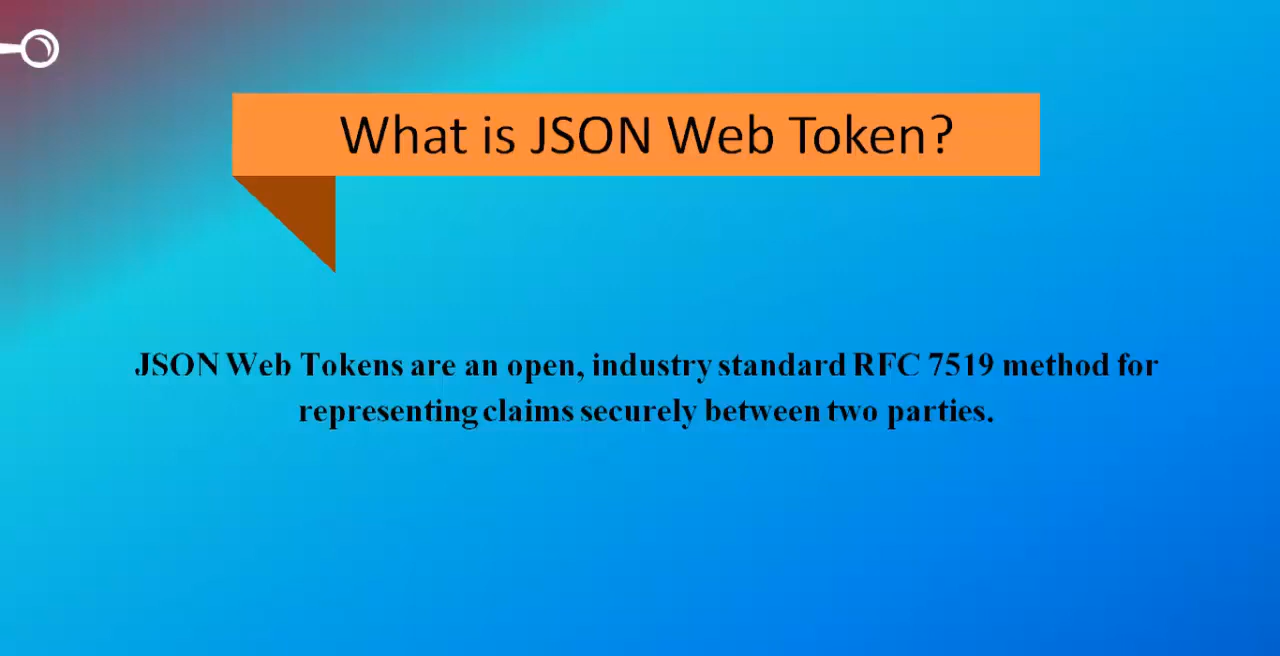 What is JSON Web Token?
JSON Web Tokens are an open, industry standard RFC 7519 method for
representing claims securely between two parties.